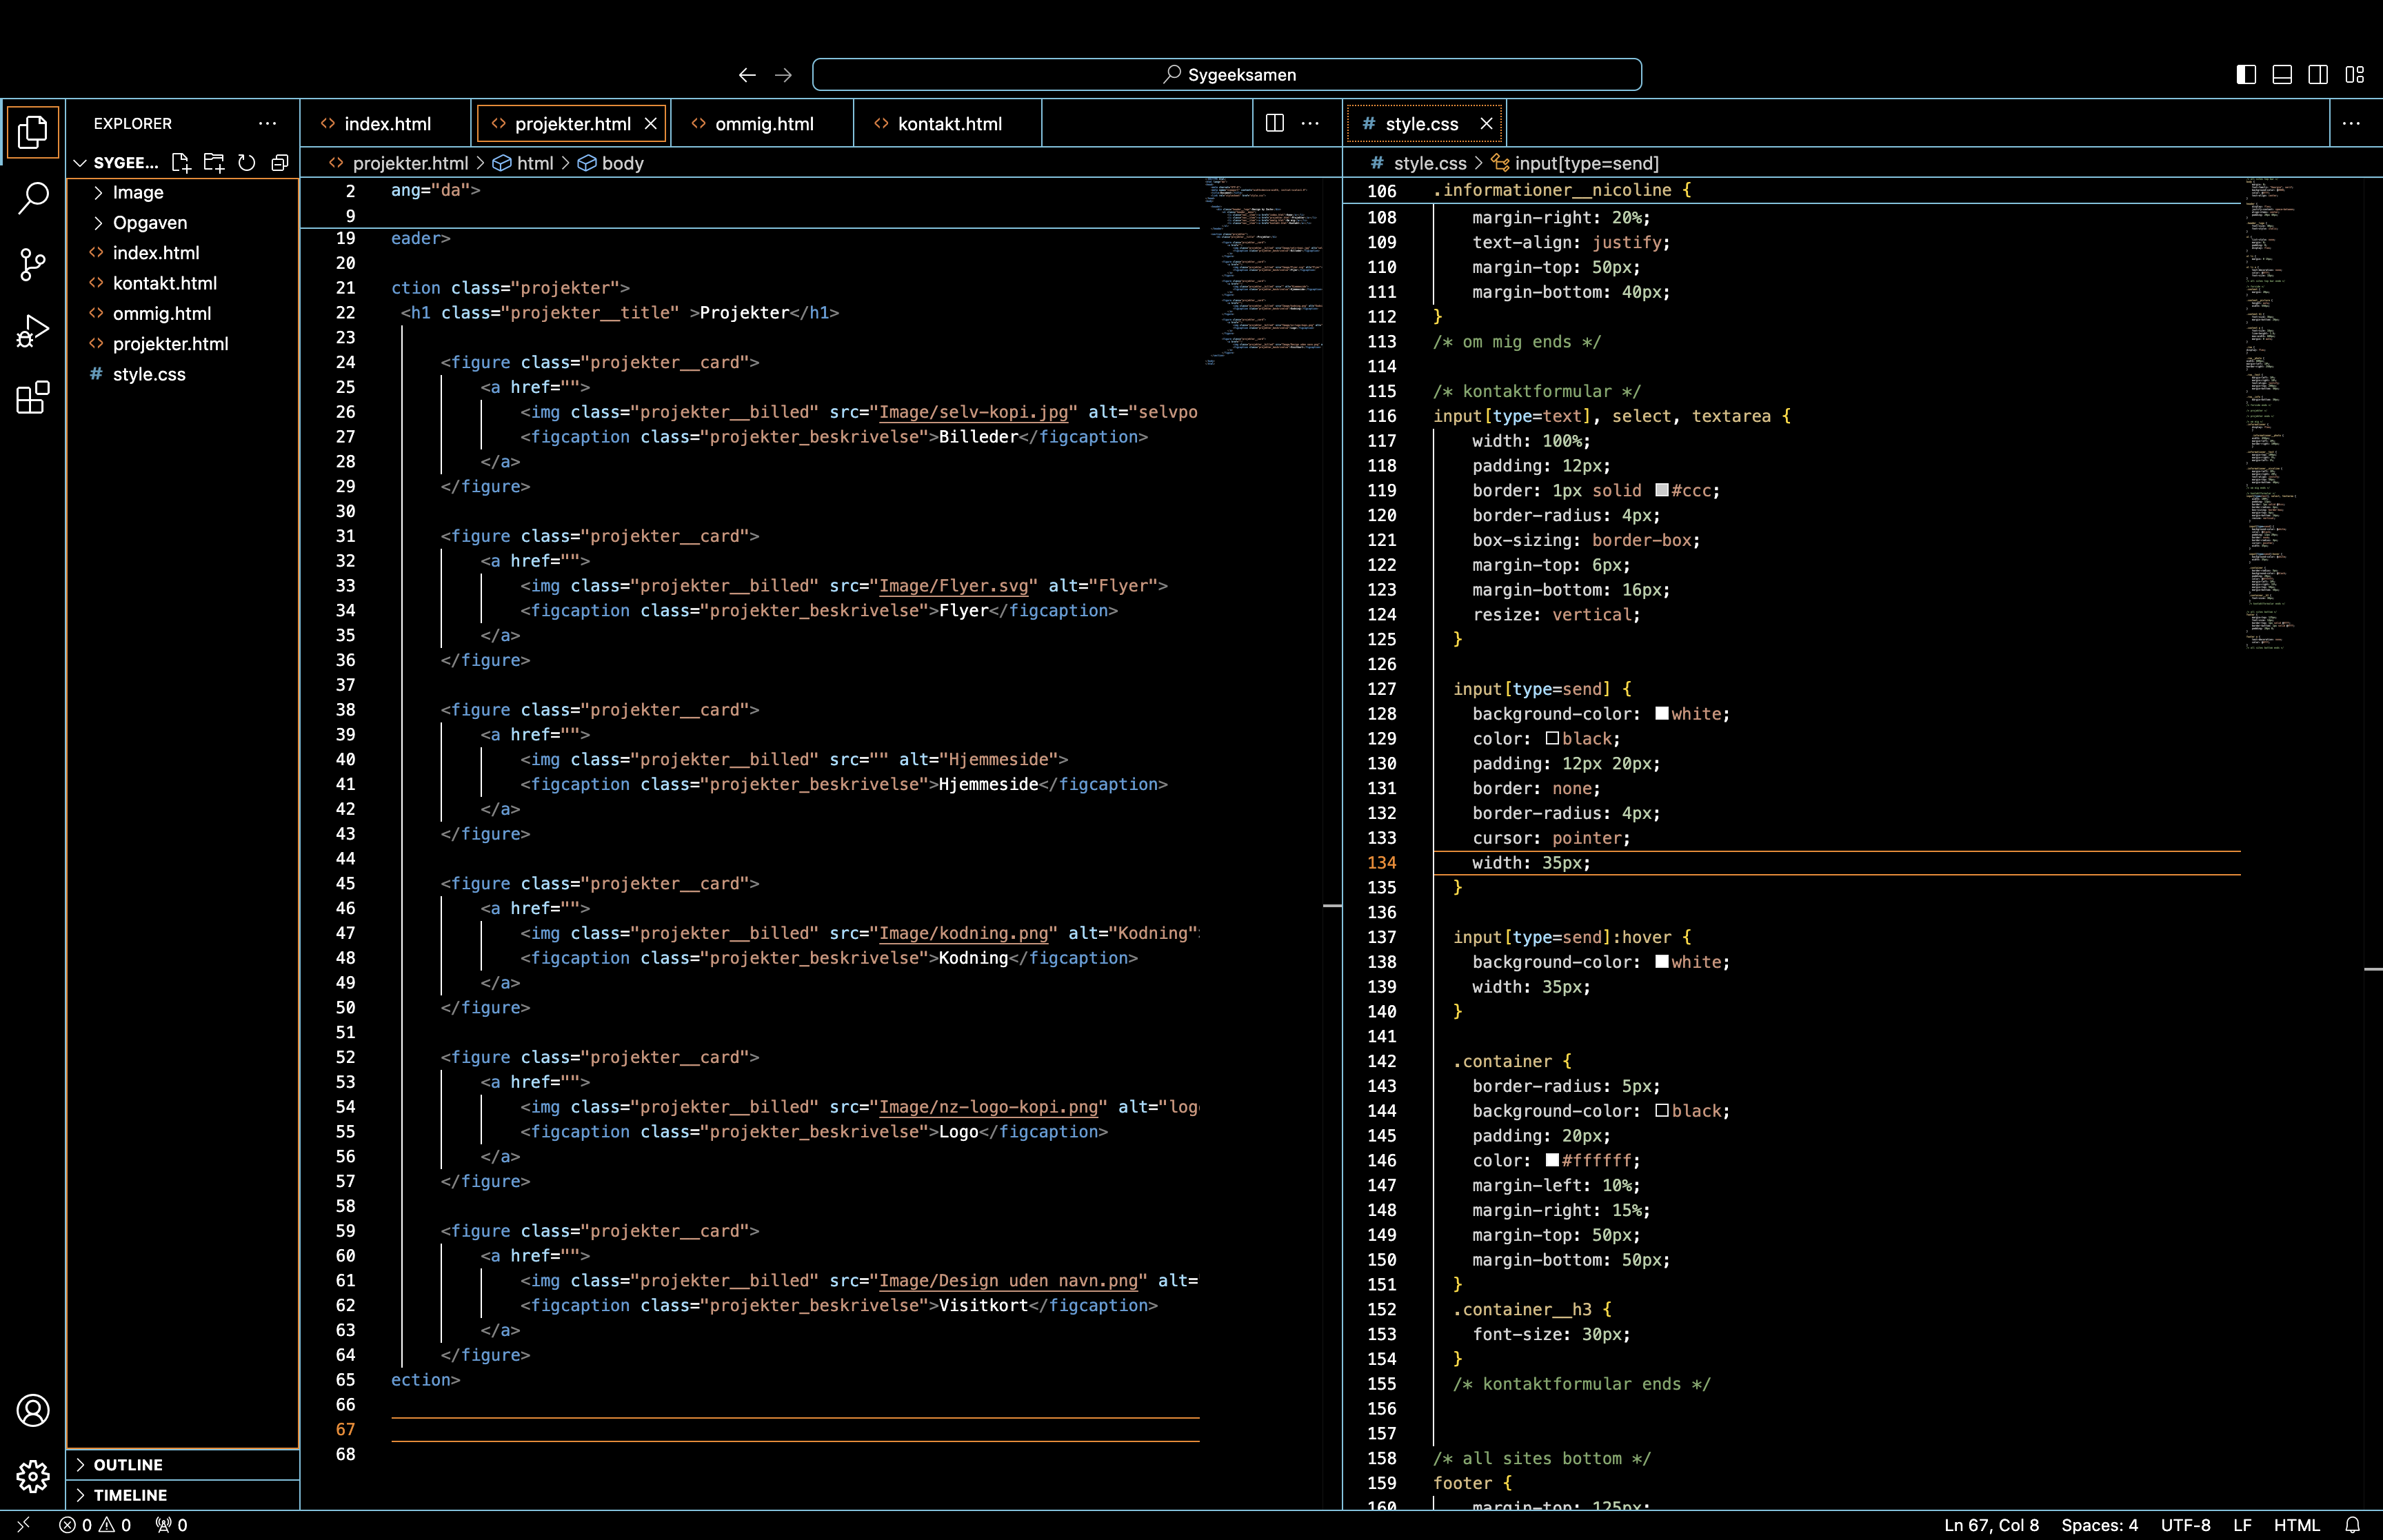 Sygeeksamen
EXPLORER
SYGEE...
Image
Opgaven
index.html
kontakt.html
ommig.html
projekter.html
# style.css
OUTLINE
TIMELINE
index.html
projekter.html
ommig.html
kontakt.html
projekter.html > html > body
2 ang="da">
9
19 eader>
20
21 ction class="projekter">
22 <h1 class="projekter__title" >Projekter</h1>
23
24 <figure class="projekter__card">
25 <a href="">
26 <img class="projekter__billed" src="Image/selv-kopi.jpg" alt="selvpo
27 <figcaption class="projekter_beskrivelse">Billeder</figcaption>
28 </a>
29 </figure>
30
31 <figure class="projekter__card">
32 <a href="">
33 <img class="projekter__billed" src="Image/Flyer.svg" alt="Flyer">
34 <figcaption class="projekter_beskrivelse">Flyer</figcaption>
35 </a>
36 </figure>
37
38 <figure class="projekter__card">
39 <a href="">
40 <img class="projekter__billed" src="" alt="Hjemmeside">
41 <figcaption class="projekter_beskrivelse">Hjemmeside</figcaption>
42 </a>
43 </figure>
44
45 <figure class="projekter__card">
46 <a href="">
47 <img class="projekter__billed" src="Image/kodning.png" alt="Kodning"
48 <figcaption class="projekter_beskrivelse">Kodning</figcaption>
49 </a>
50 </figure>
51
52 <figure class="projekter__card">
53 <a href="">
54 <img class="projekter__billed" src="Image/nz-logo-kopi.png" alt="log
55 <figcaption class="projekter_beskrivelse">Logo</figcaption>
56 </a>
57 </figure>
58
59 <figure class="projekter__card">
60 <a href="">
61 <img class="projekter__billed" src="Image/Design uden navn.png" alt=
62 <figcaption class="projekter_beskrivelse">Visitkort</figcaption>
63 </a>
64 </figure>
65 ection>
66
67
68
# style.css
# style.css > input[type=send]
106 .informationer__nicoline {
108 margin-right: 20%;
109 text-align: justify;
110 margin-top: 50px;
111 margin-bottom: 40px;
112 }
113 /* om mig ends */
114
115 /* kontaktformular */
116 input[type=text], select, textarea {
117 width: 100%;
118 padding: 12px;
119 border: 1px solid #ccc;
120 border-radius: 4px;
121 box-sizing: border-box;
122 margin-top: 6px;
123 margin-bottom: 16px;
124 resize: vertical;
125 }
126
127 input[type=send] {
128 background-color: white;
129 color: black;
130 padding: 12px 20px;
131 border: none;
132 border-radius: 4px;
133 cursor: pointer;
134 width: 35px;
135 }
136
137 input[type=send]:hover {
138 background-color: white;
139 width: 35px;
140 }
141
142 .container {
143 border-radius: 5px;
144 background-color: black;
145 padding: 20px;
146 color: #ffffff;
147 margin-left: 10%;
148 margin-right: 15%;
149 margin-top: 50px;
150 margin-bottom: 50px;
151 }
152 .container__h3 {
153 font-size: 30px;
154 }
155 /* kontaktformular ends */
156
157
158 /* all sites bottom */
159 footer {
160 margin-top: 125px;
0 0 0
Ln 67, Col 8 Spaces: 4 UTF-8 LF HTML